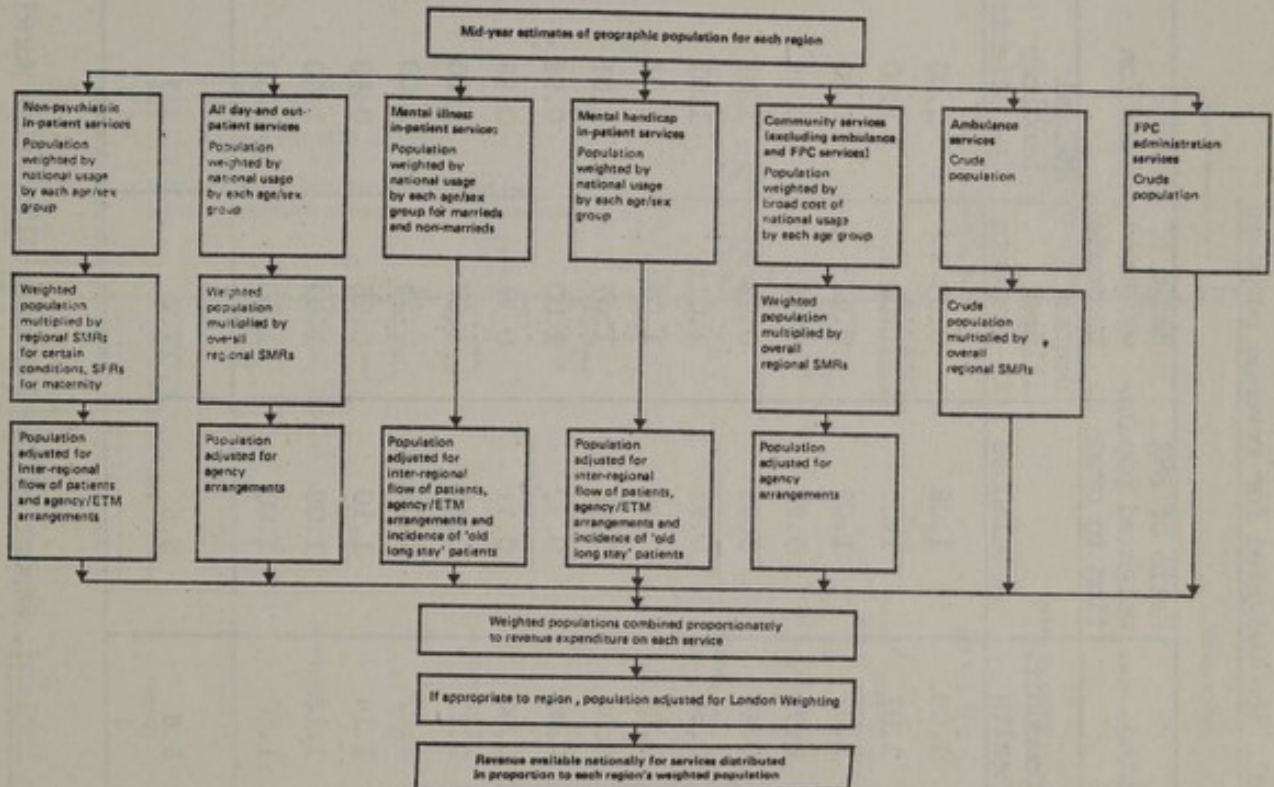 Mid-year estimates of geographic population for each region
Non-psychiatric
in-patient services
Population
weighted by
national usage
by each age/sex
group
All day-and out-
patient services
Population
weighted by
national usage
by each age/sex
group
Mental illness
in-patient services
Population
weighted by
national usage
by each age/sex
group for marrieds
and non-marrieds
Mental handicap
in-patient services
Population
weighted by
national usage
by each age/sex
group
Community services
(excluding ambulance
and FPC services)
Population
weighted by
broad cost of
national usage
by each age group
Ambulance
services
Crude
population
FPC
administration
services
Crude
population
Weighted
population
multiplied by
regional SMRs
for certain
conditions, SFRs
for maternity
Weighted
population
multiplied by
overall
regional SMRs
Weighted
population
multiplied by
overall
regional SMRs
Crude
population
multiplied by
overall
regional SMRs
Population
adjusted for
inter-regional
flow of patients
and agency/ETM
arrangements
Population
adjusted for
agency
arrangements
Population
adjusted for
inter-regional
flow of patients,
agency/ETM
arrangements and
incidence of 'old
long stay' patients
Population
adjusted for
inter-regional
flow of patients,
agency/ETM
arrangements and
incidence of 'old
long stay' patients
Population
adjusted for
agency
arrangements
Weighted populations combined proportionately
to revenue expenditure on each service
If appropriate to region, population adjusted for London Weighting
Revenue available nationally for services distributed
in proportion to each region's weighted population